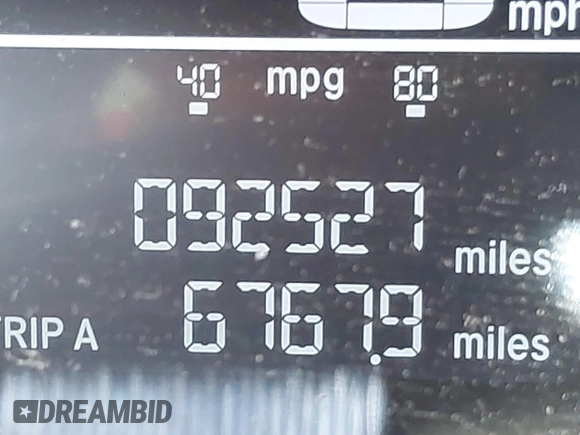 mph
40 mpg 80
092527 miles
TRIP A 6767.9 miles
DREAMBID